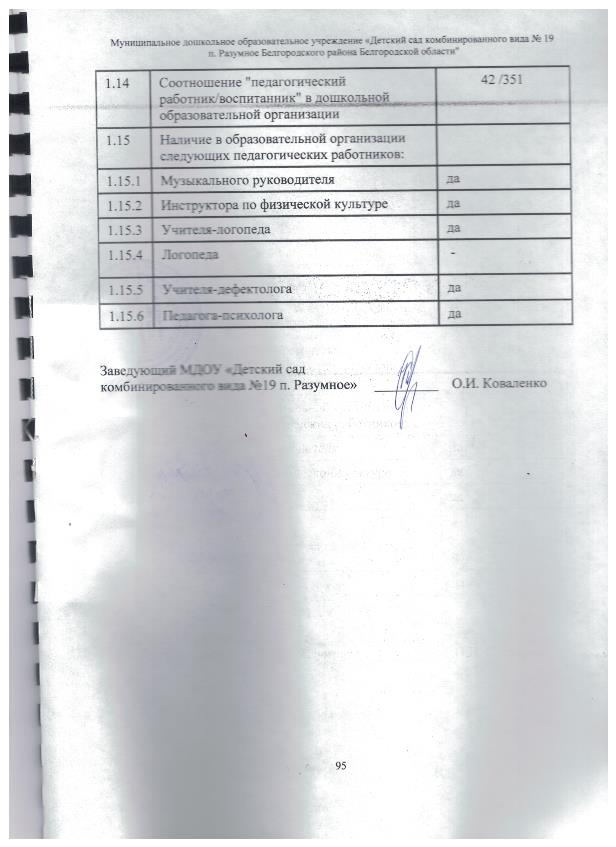 Муниципальное дошкольное образовательное учреждение «Детский сад комбинированного вида № 19
п. Разумное Белгородского района Белгородской области"
1.14 Соотношение "педагогический 42 /351
работник/воспитанник" в дошкольной
образовательной организации
1.15 Наличие в образовательной организации
следующих педагогических работников:
1.15.1 Музыкального руководителя да
1.15.2 Инструктора по физической культуре да
1.15.3 Учителя-логопеда да
1.15.4 Логопеда -
1.15.5 Учителя-дефектолога да
1.15.6 Педагога-психолога да
Заведующий МДОУ «Детский сад
комбинированного вида №19 п. Разумное» О.И. Коваленко
95